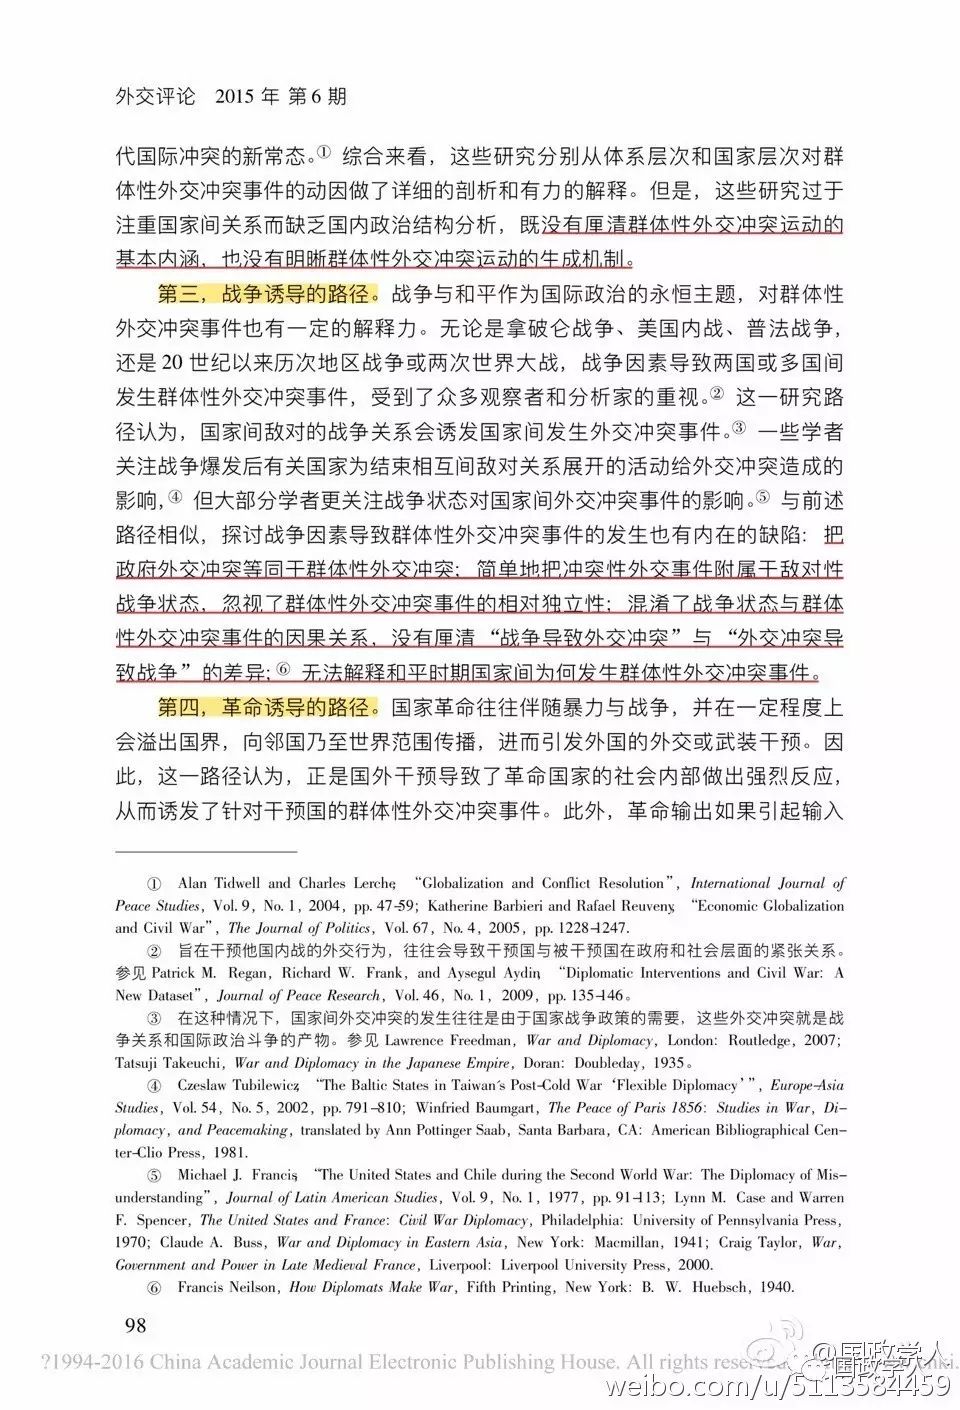 外交评论 2015 年 第 6 期
代国际冲突的新常态。① 综合来看，这些研究分别从体系层次和国家层次对群
体性外交冲突事件的动因做了详细的剖析和有力的解释。但是，这些研究过于
注重国家间关系而缺乏国内政治结构分析，既没有厘清群体性外交冲突运动的
基本内涵，也没有明晰群体性外交冲突运动的生成机制。
第三，战争诱导的路径。战争与和平作为国际政治的永恒主题，对群体性
外交冲突事件也有一定的解释力。无论是拿破仑战争、美国内战、普法战争，
还是 20 世纪以来历次地区战争或两次世界大战，战争因素导致两国或多国间
发生群体性外交冲突事件，受到了众多观察者和分析家的重视。② 这一研究路
径认为，国家间敌对的战争关系会诱发国家间发生外交冲突事件。③ 一些学者
关注战争爆发后有关国家为结束相互间敌对关系展开的活动给外交冲突造成的
影响，④ 但大部分学者更关注战争状态对国家间外交冲突事件的影响。⑤ 与前述
路径相似，探讨战争因素导致群体性外交冲突事件的发生也有内在的缺陷：把
政府外交冲突等同于群体性外交冲突；简单地把冲突性外交事件附属于敌对性
战争状态，忽视了群体性外交冲突事件的相对独立性；混淆了战争状态与群体
性外交冲突事件的因果关系，没有厘清“战争导致外交冲突”与“外交冲突导
致战争”的差异；⑥ 无法解释和平时期国家间为何发生群体性外交冲突事件。
第四，革命诱导的路径。国家革命往往伴随暴力与战争，并在一定程度上
会溢出国界，向邻国乃至世界范围传播，进而引发外国的外交或武装干预。因
此，这一路径认为，正是国外干预导致了革命国家的社会内部做出强烈反应，
从而诱发了针对干预国的群体性外交冲突事件。此外，革命输出如果引起输入
① Alan Tidwell and Charles Lerche, “Globalization and Conflict Resolution”, International Journal of
Peace Studies, Vol. 9, No. 1, 2004, pp. 47-59; Katherine Barbieri and Rafael Reuveny, “Economic Globalization
and Civil War”, The Journal of Politics, Vol. 67, No. 4, 2005, pp. 1228-1247.
② 旨在干预他国内战的外交行为，往往会导致干预国与被干预国在政府和社会层面的紧张关系。
参见 Patrick M. Regan, Richard W. Frank, and Aysegul Aydin, “Diplomatic Interventions and Civil War: A
New Dataset”, Journal of Peace Research, Vol. 46, No. 1, 2009, pp. 135-146。
③ 在这种情况下，国家间外交冲突的发生往往是由于国家战争政策的需要，这些外交冲突就是战
争关系和国际政治斗争的产物。参见 Lawrence Freedman, War and Diplomacy, London: Routledge, 2007;
Tatsuji Takeuchi, War and Diplomacy in the Japanese Empire, Doran: Doubleday, 1935。
④ Czeslaw Tubilewicz, “The Baltic States in Taiwan's Post-Cold War ‘Flexible Diplomacy’”, Europe-Asia
Studies, Vol. 54, No. 5, 2002, pp. 791-810; Winfried Baumgart, The Peace of Paris 1856: Studies in War, Di-
plomacy, and Peacemaking, translated by Ann Pottinger Saab, Santa Barbara, CA: American Bibliographical Cen-
ter-Clio Press, 1981.
⑤ Michael J. Francis, “The United States and Chile during the Second World War: The Diplomacy of Mis-
understanding”, Journal of Latin American Studies, Vol. 9, No. 1, 1977, pp. 91-113; Lynn M. Case and Warren
F. Spencer, The United States and France: Civil War Diplomacy, Philadelphia: University of Pennsylvania Press,
1970; Claude A. Buss, War and Diplomacy in Eastern Asia, New York: Macmillan, 1941; Craig Taylor, War,
Government and Power in Late Medieval France, Liverpool: Liverpool University Press, 2000.
⑥ Francis Neilson, How Diplomats Make War, Fifth Printing, New York: B. W. Huebsch, 1940.
98
?1994-2016 China Academic Journal Electronic Publishing House. All rights reserved.
@国政学人
国政学人
weibo.com/u/5113584459